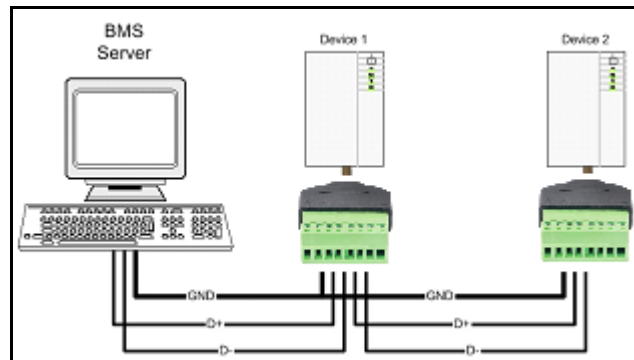 BMS
Server
Device 1
Device 2
GND
GND
D+
D+
D-
D-